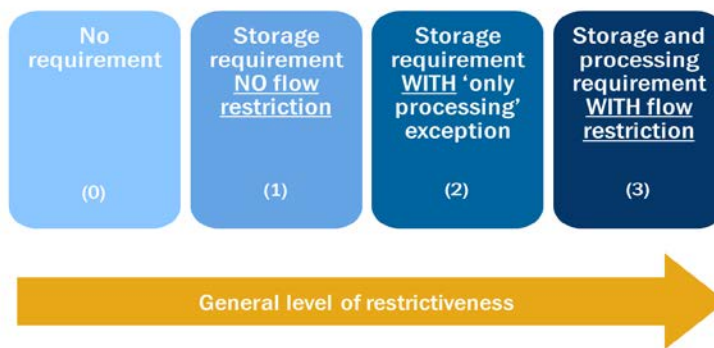 No
requirement
(0)
Storage
requirement
NO flow
restriction
(1)
Storage
requirement
WITH ‘only
processing’
exception
(2)
Storage and
processing
requirement
WITH flow
restriction
(3)
General level of restrictiveness